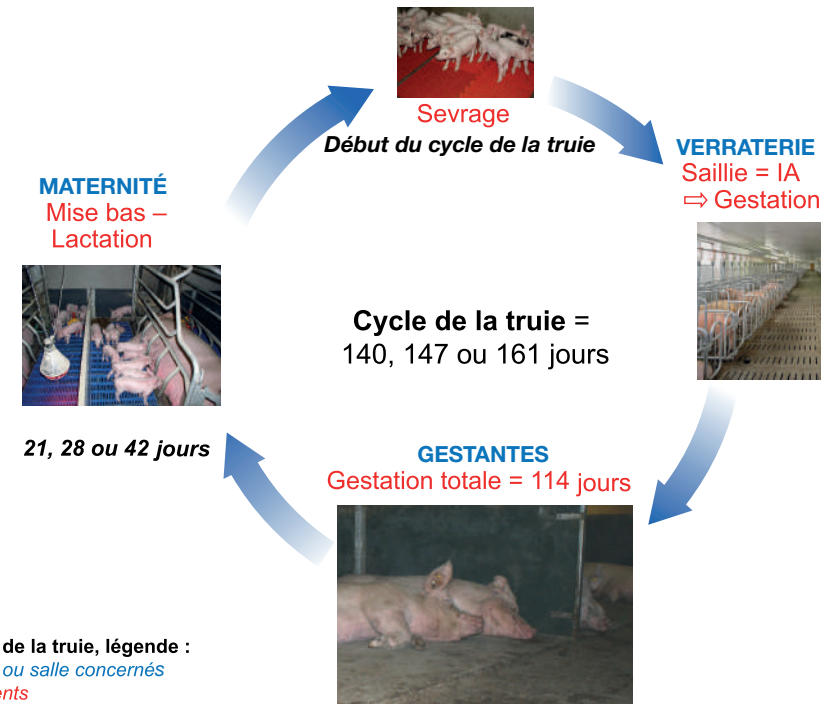 Sevrage
Début du cycle de la truie
VERRATERIE
Saillie = IA
⇨ Gestation
MATERNITÉ
Mise bas –
Lactation
Cycle de la truie =
140, 147 ou 161 jours
21, 28 ou 42 jours
GESTANTES
Gestation totale = 114 jours
de la truie, légende :
ou salle concernés